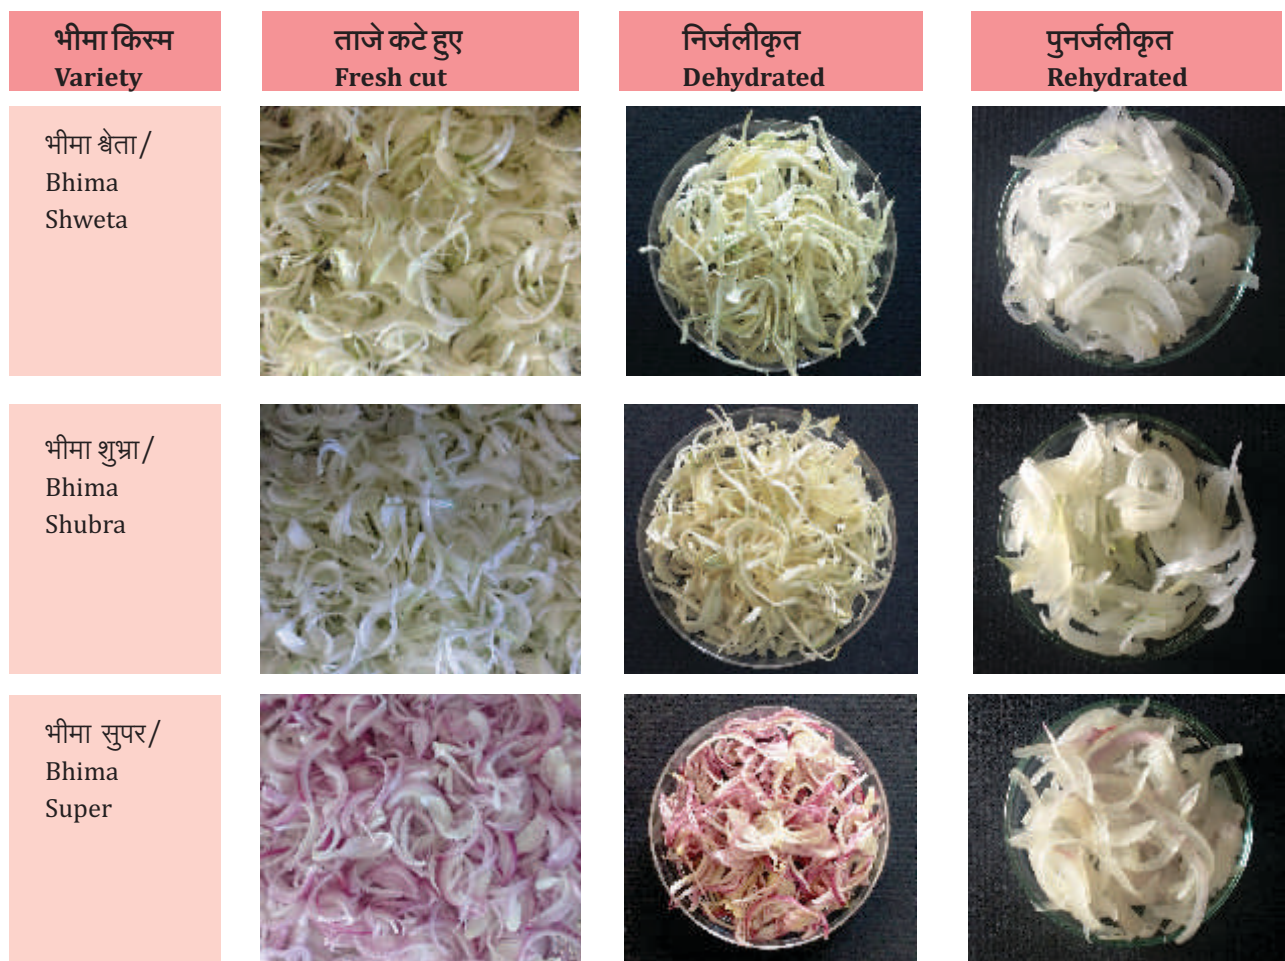 भीमा किस्म
Variety
ताजे कटे हुए
Fresh cut
निर्जलीकृत
Dehydrated
पुनर्जलीकृत
Rehydrated
भीमा श्वेता/
Bhima
Shweta
भीमा शुभ्रा/
Bhima
Shubra
भीमा सुपर/
Bhima
Super